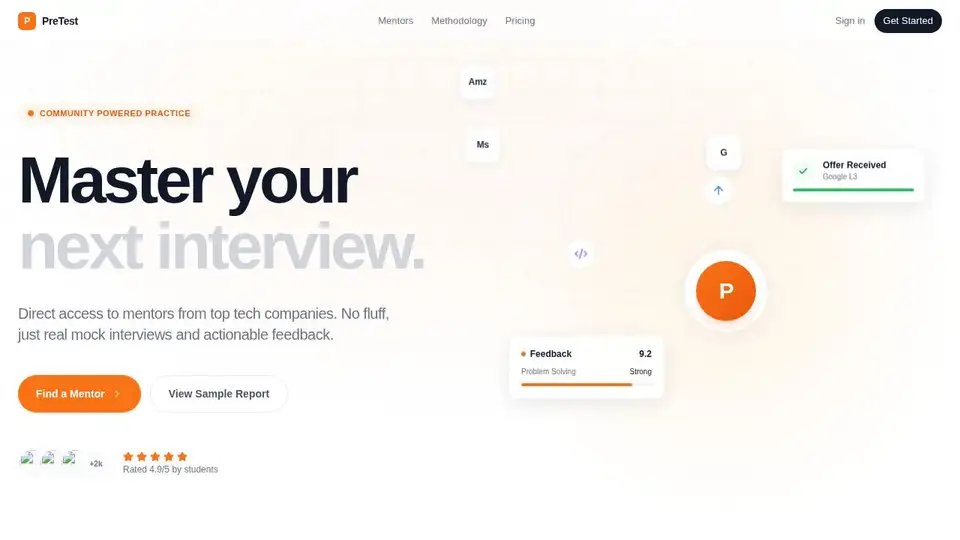 P PreTest
Mentors Methodology Pricing
Sign in Get Started
COMMUNITY POWERED PRACTICE
Master your
next interview.
Direct access to mentors from top tech companies. No fluff,
just real mock interviews and actionable feedback.
Find a Mentor
View Sample Report
+2k
Rated 4.9/5 by students
Amz
Ms
G
Offer Received
Google L3
P
Feedback 9.2
Problem Solving Strong